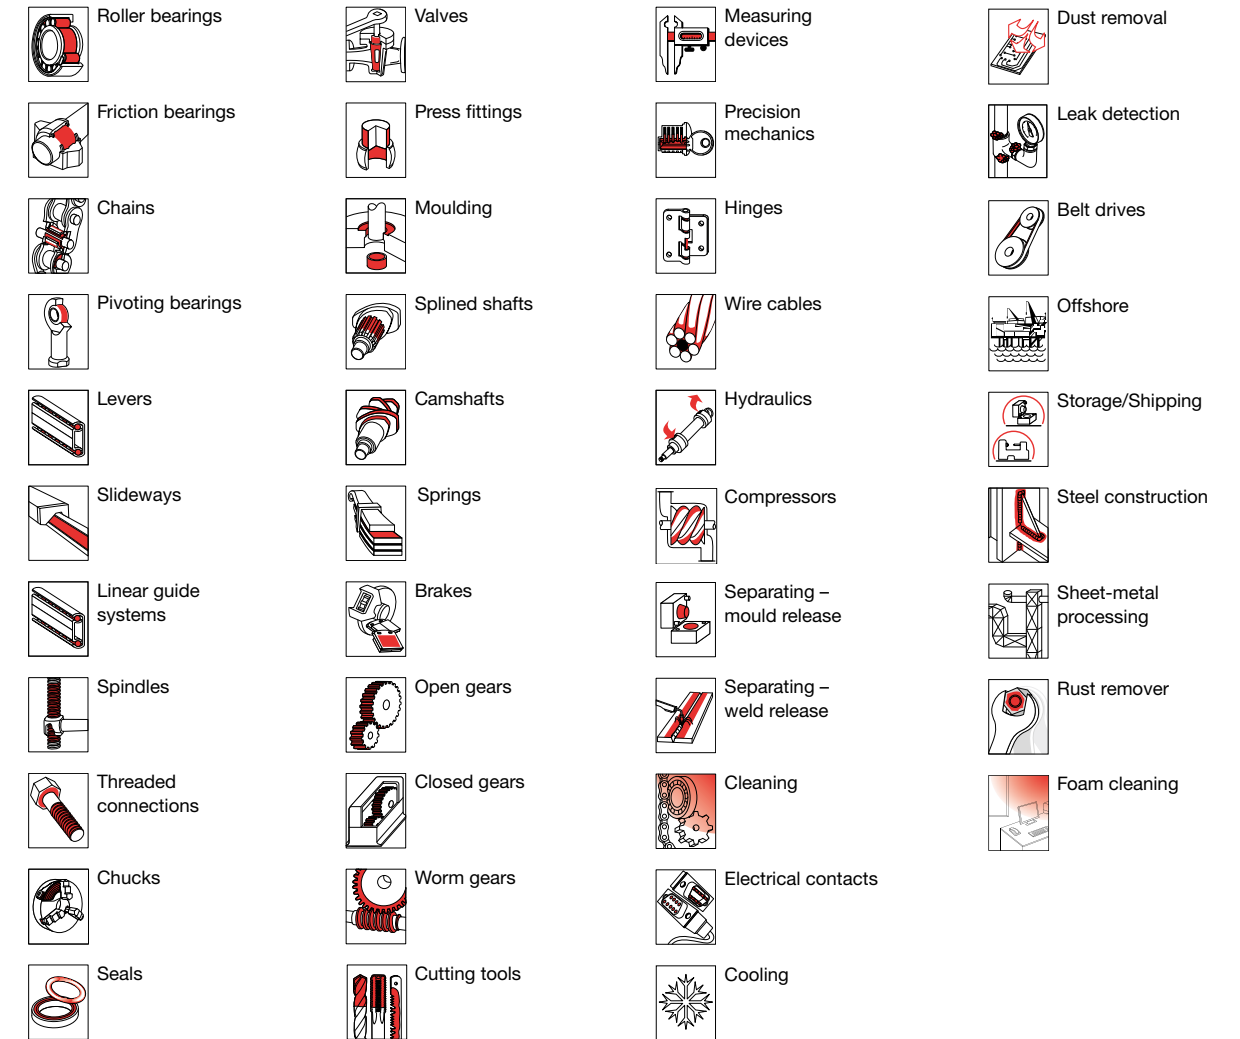 Roller bearings
Friction bearings
Chains
Pivoting bearings
Levers
Slideways
Linear guide
systems
Spindles
Threaded
connections
Chucks
Seals
Valves
Press fittings
Moulding
Splined shafts
Camshafts
Springs
Brakes
Open gears
Closed gears
Worm gears
Cutting tools
Measuring
devices
Precision
mechanics
Hinges
Wire cables
Hydraulics
Compressors
Separating –
mould release
Separating –
weld release
Cleaning
Electrical contacts
Cooling
Dust removal
Leak detection
Belt drives
Offshore
Storage/Shipping
Steel construction
Sheet-metal
processing
Rust remover
Foam cleaning